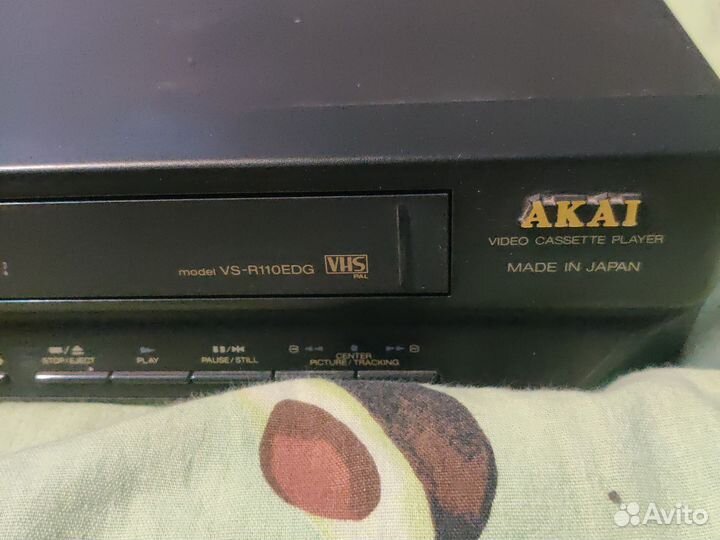 AKAI
VIDEO CASSETTE PLAYER
MADE IN JAPAN
model VS-R110EDG VHS
PAL
STOP/EJECT PLAY PAUSE/STILL CENTER
PICTURE/TRACKING
Avito